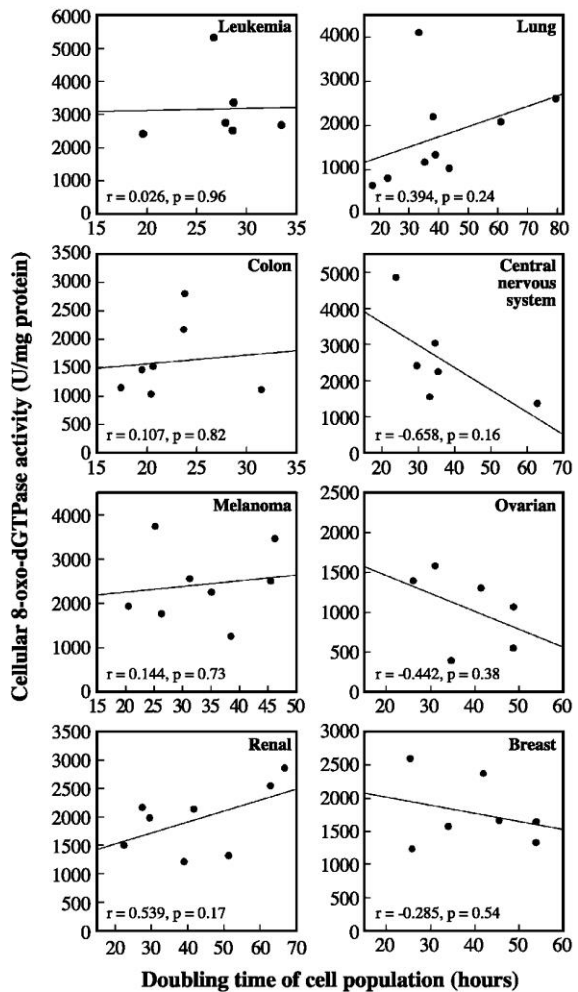 Cellular 8-oxo-dGTPase activity (U/mg protein)
Leukemia
6000
5000
4000
3000
2000
1000
0
r = 0.026, p = 0.96
15 20 25 30 35
Lung
4000
3000
2000
1000
0
r = 0.394, p = 0.24
20 30 40 50 60 70 80
Colon
3500
3000
2500
2000
1500
1000
500
0
r = 0.107, p = 0.82
15 20 25 30 35
Central
nervous
system
5000
4000
3000
2000
1000
0
r = -0.658, p = 0.16
20 30 40 50 60 70
Melanoma
4000
3000
2000
1000
0
r = 0.144, p = 0.73
15 20 25 30 35 40 45 50
Ovarian
2500
2000
1500
1000
500
0
r = -0.442, p = 0.38
20 30 40 50 60
Renal
3500
3000
2500
2000
1500
1000
500
0
r = 0.539, p = 0.17
20 30 40 50 60 70
Breast
3000
2500
2000
1500
1000
500
0
r = -0.285, p = 0.54
20 30 40 50 60
Doubling time of cell population (hours)